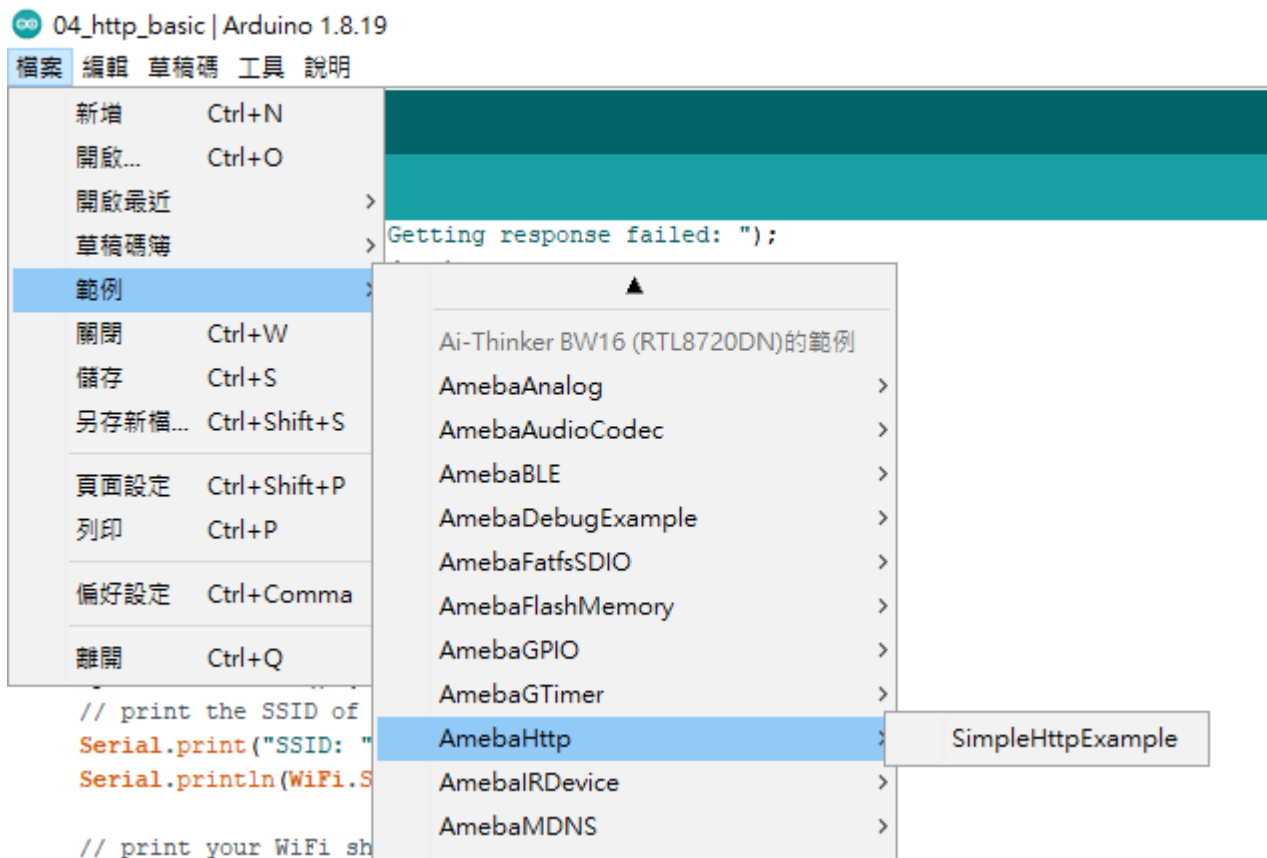 04_http_basic | Arduino 1.8.19
檔案 編輯 草稿碼 工具 說明
新增 Ctrl+N
開啟... Ctrl+O
開啟最近
草稿碼簿
範例
關閉 Ctrl+W
儲存 Ctrl+S
另存新檔... Ctrl+Shift+S
頁面設定 Ctrl+Shift+P
列印 Ctrl+P
偏好設定 Ctrl+Comma
離開 Ctrl+Q
Getting response failed: ");
Ai-Thinker BW16 (RTL8720DN)的範例
AmebaAnalog
AmebaAudioCodec
AmebaBLE
AmebaDebugExample
AmebaFatfsSDIO
AmebaFlashMemory
AmebaGPIO
AmebaGTimer
AmebaHttp
AmebaIRDevice
AmebaMDNS
SimpleHttpExample
// print the SSID of
Serial.print("SSID: "
Serial.println(WiFi.S
// print your WiFi sh